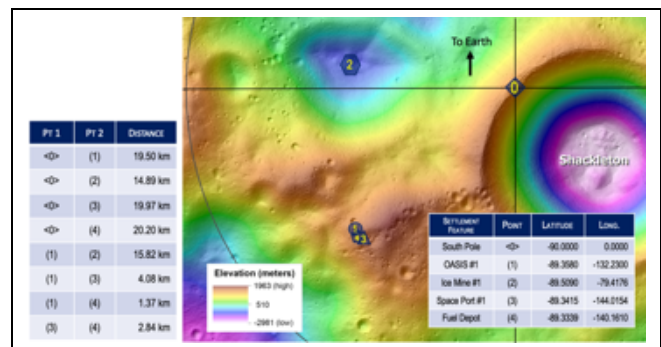 To Earth
2
0
Shackleton
PT 1 PT 2 DISTANCE
<0> (1) 19.50 km
<0> (2) 14.89 km
<0> (3) 19.97 km
<0> (4) 20.20 km
(1) (2) 15.82 km
(1) (3) 4.08 km
(1) (4) 1.37 km
(3) (4) 2.84 km
Elevation (meters)
1963 (high)
510
-2981 (low)
SETTLEMENT FEATURE POINT LATITUDE LONG.
South Pole <0> -90.0000 0.0000
OASIS #1 (1) -89.3580 -132.2300
Ice Mine #1 (2) -89.5090 -79.4176
Space Port #1 (3) -89.3415 -144.0154
Fuel Depot (4) -89.3339 -140.1610